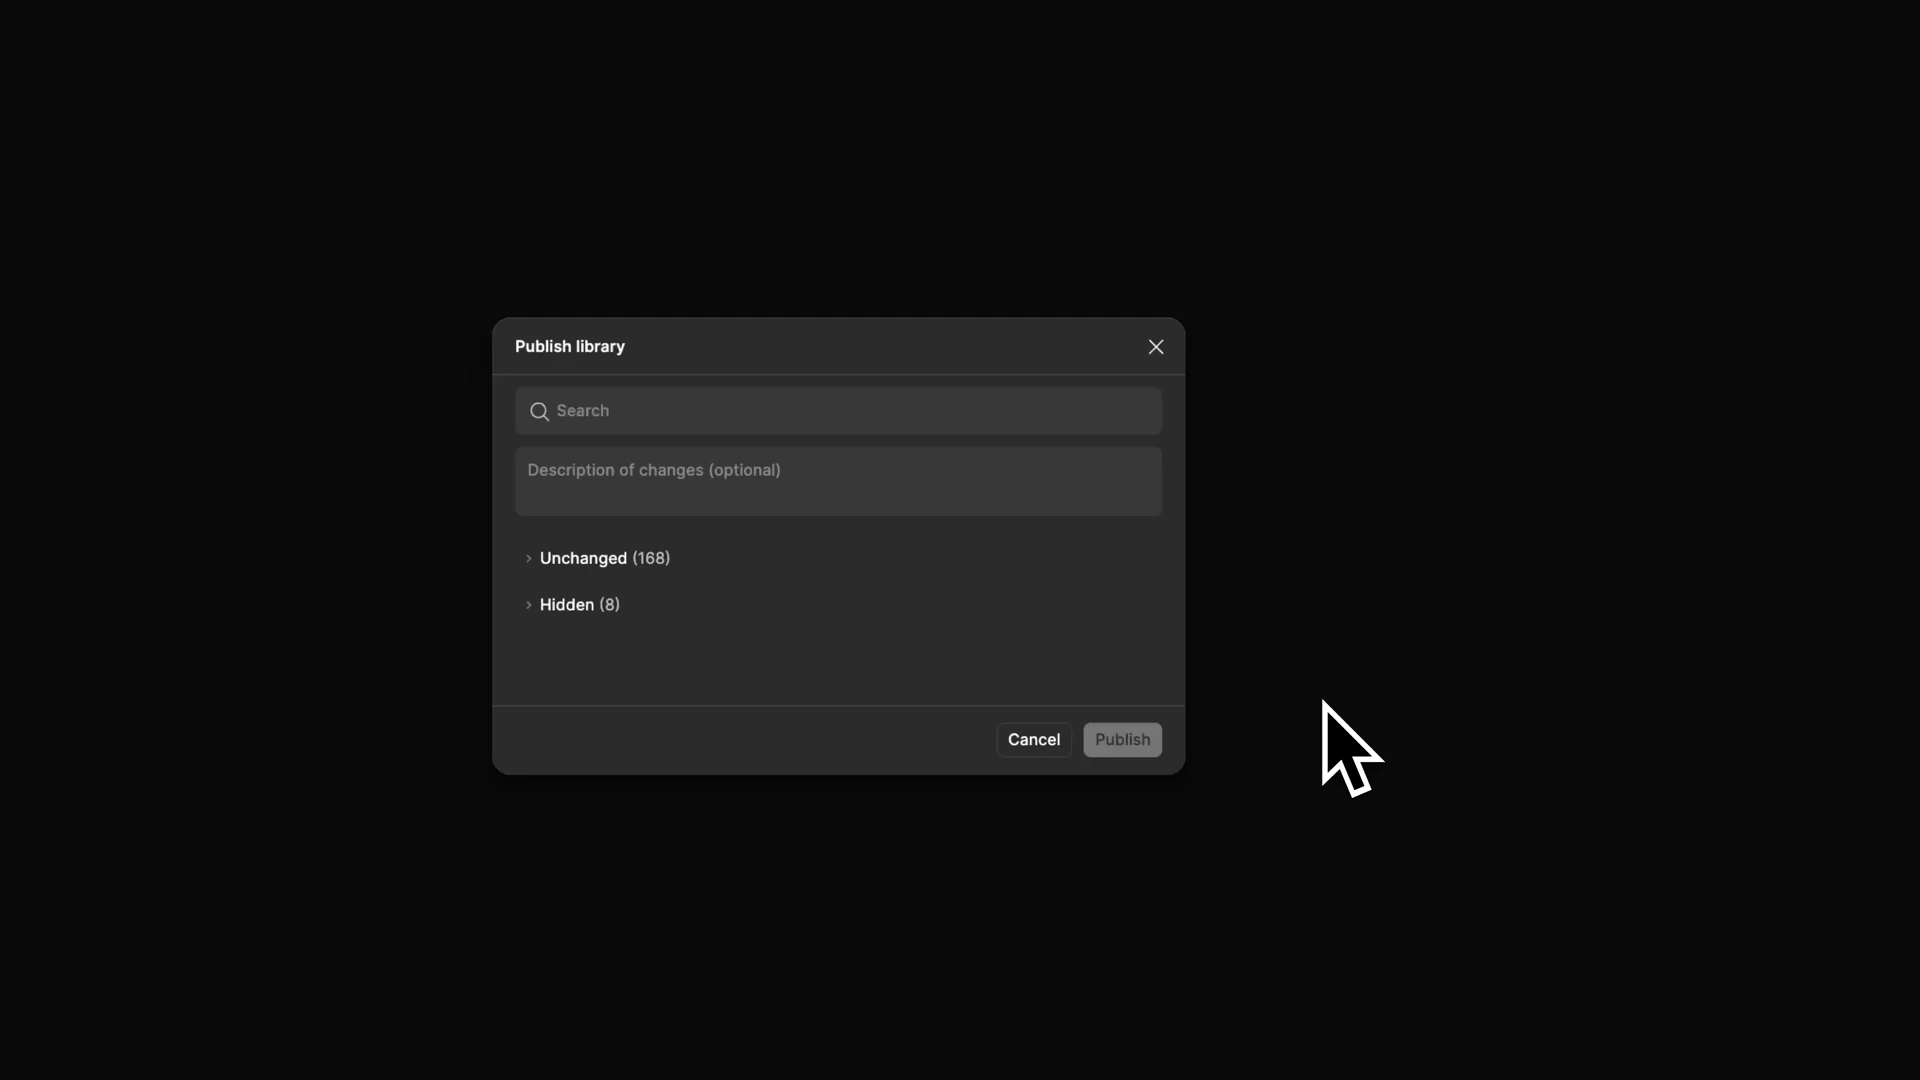 Publish library
Search
Description of changes (optional)
Unchanged (168)
Hidden (8)
Cancel Publish